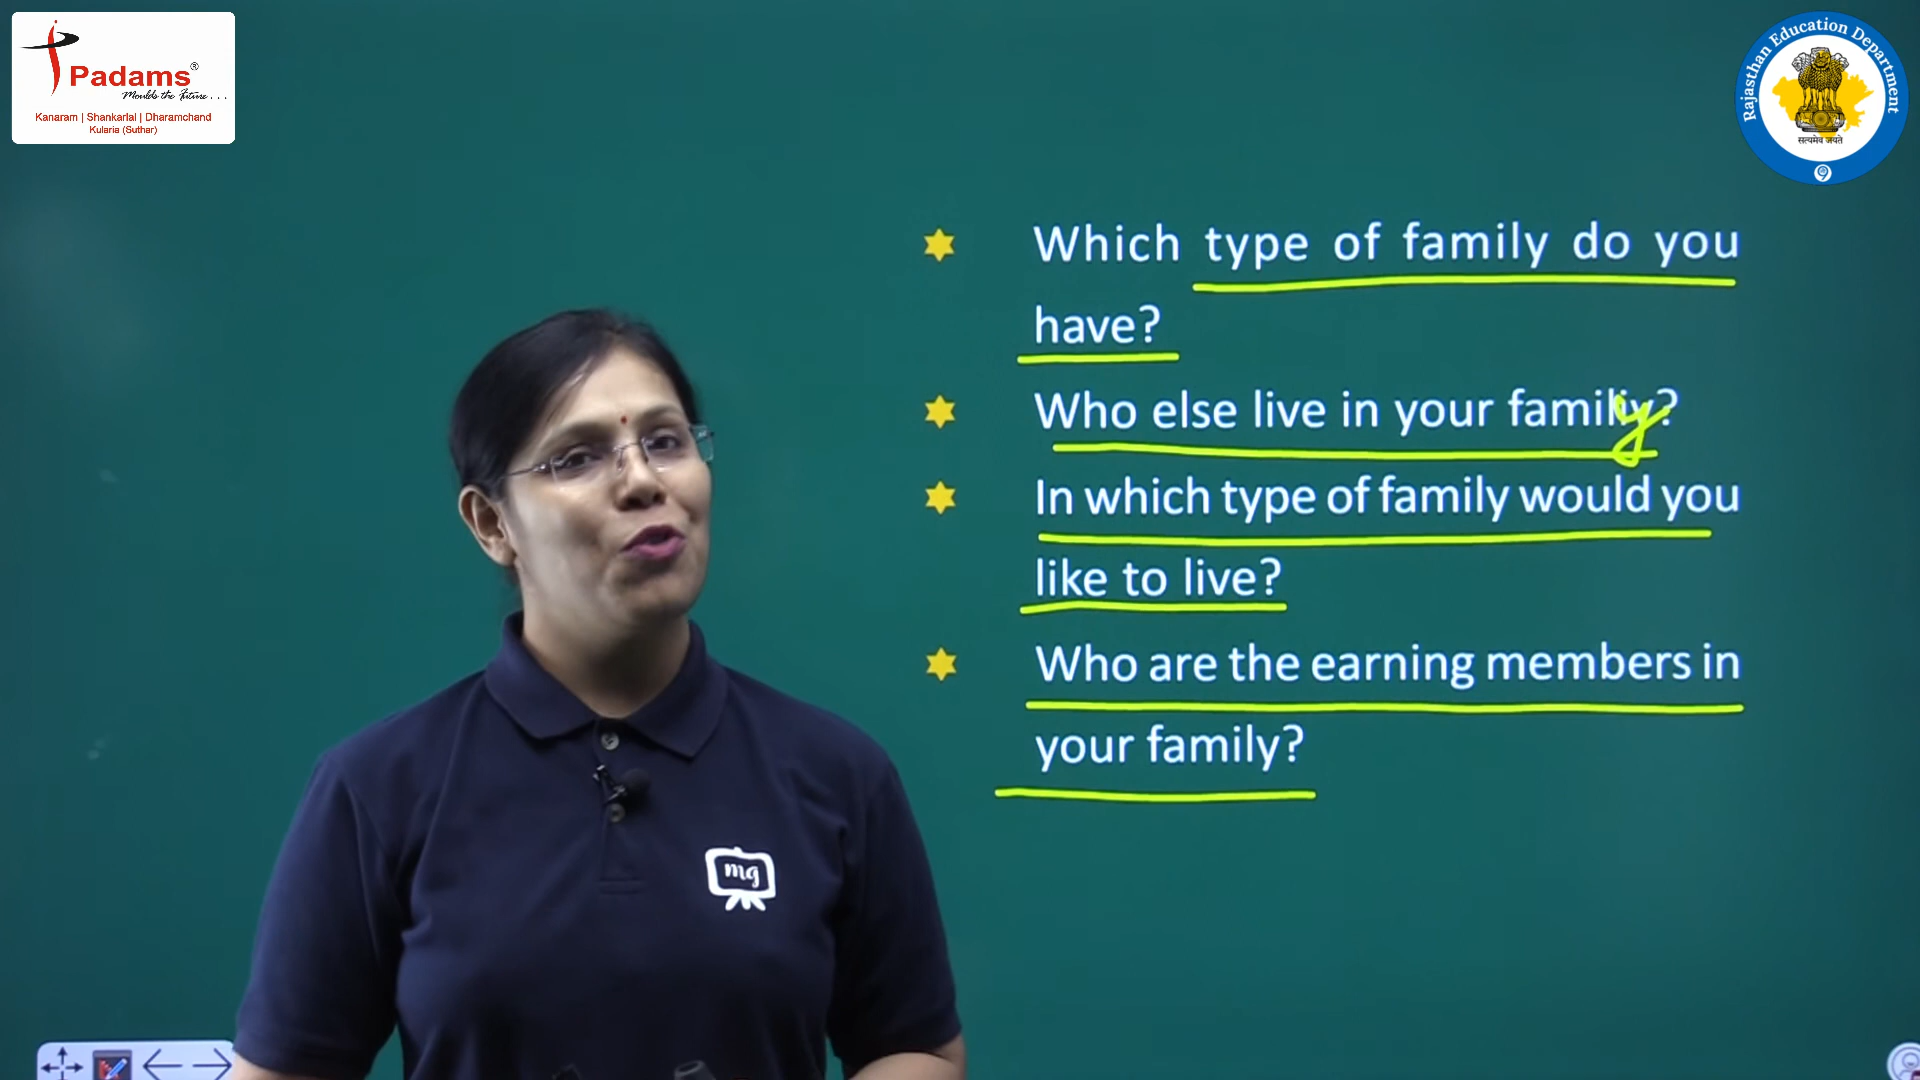 Padams®
Moulds the Future . . .
Kanaram | Shankarlal | Dharamchand
Kularia (Suthar)
Rajasthan Education Department
सत्यमेव जयते
Which type of family do you
have?
Who else live in your familiy?
y
In which type of family would you
like to live?
Who are the earning members in
your family?
mg